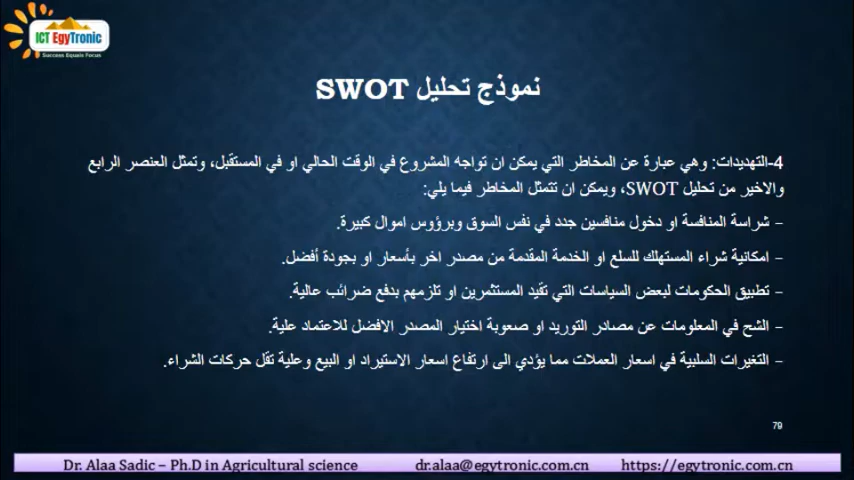 ICT EgyTronic
Success Equals Focus
نموذج تحليل SWOT
4-التهديدات: وهي عبارة عن المخاطر التي يمكن ان تواجه المشروع في الوقت الحالي او في المستقبل، وتمثل العنصر الرابع
والاخير من تحليل SWOT، ويمكن ان تتمثل المخاطر فيما يلي:
- شراسة المنافسة او دخول منافسين جدد في نفس السوق وبرؤوس اموال كبيرة.
- امكانية شراء المستهلك للسلع او الخدمة المقدمة من مصدر اخر بأسعار او بجودة أفضل.
- تطبيق الحكومات لبعض السياسات التي تقيد المستثمرين او تلزمهم بدفع ضرائب عالية.
- الشح في المعلومات عن مصادر التوريد او صعوبة اختيار المصدر الافضل للاعتماد علية.
- التغيرات السلبية في اسعار العملات مما يؤدي الى ارتفاع اسعار الاستيراد او البيع وعلية تقل حركات الشراء.
79
Dr. Alaa Sadic – Ph.D in Agricultural science dr.alaa@egytronic.com.cn https://egytronic.com.cn